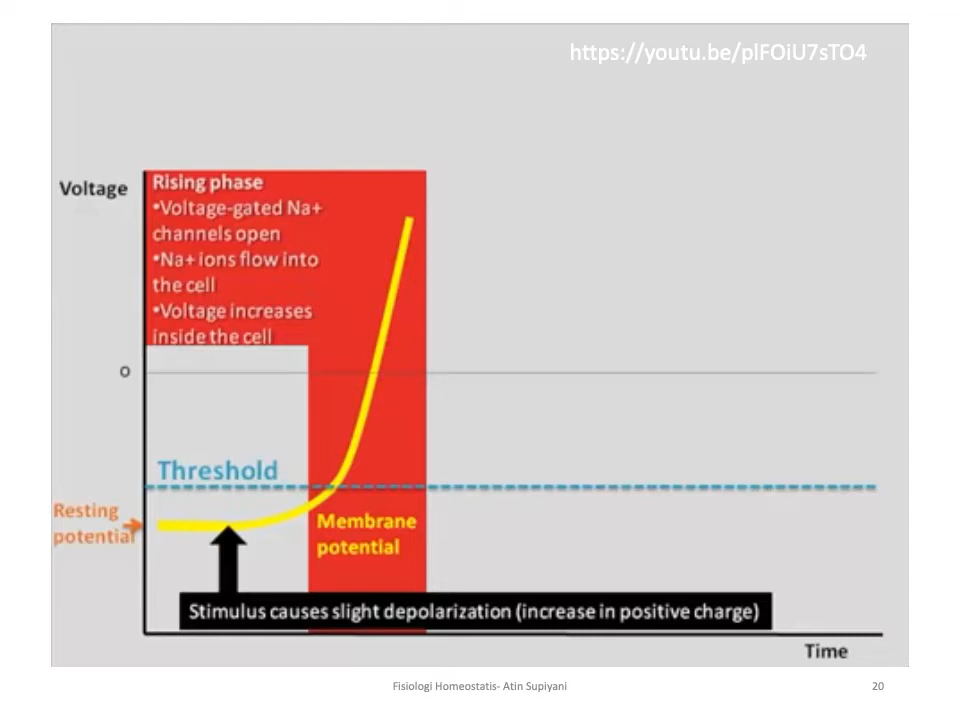 https://youtu.be/plFOiU7sTO4
Voltage
Rising phase
•Voltage-gated Na+
channels open
•Na+ ions flow into
the cell
•Voltage increases
inside the cell
0
Threshold
Resting
potential
Membrane
potential
Stimulus causes slight depolarization (increase in positive charge)
Time
Fisiologi Homeostatis- Atin Supiyani
20